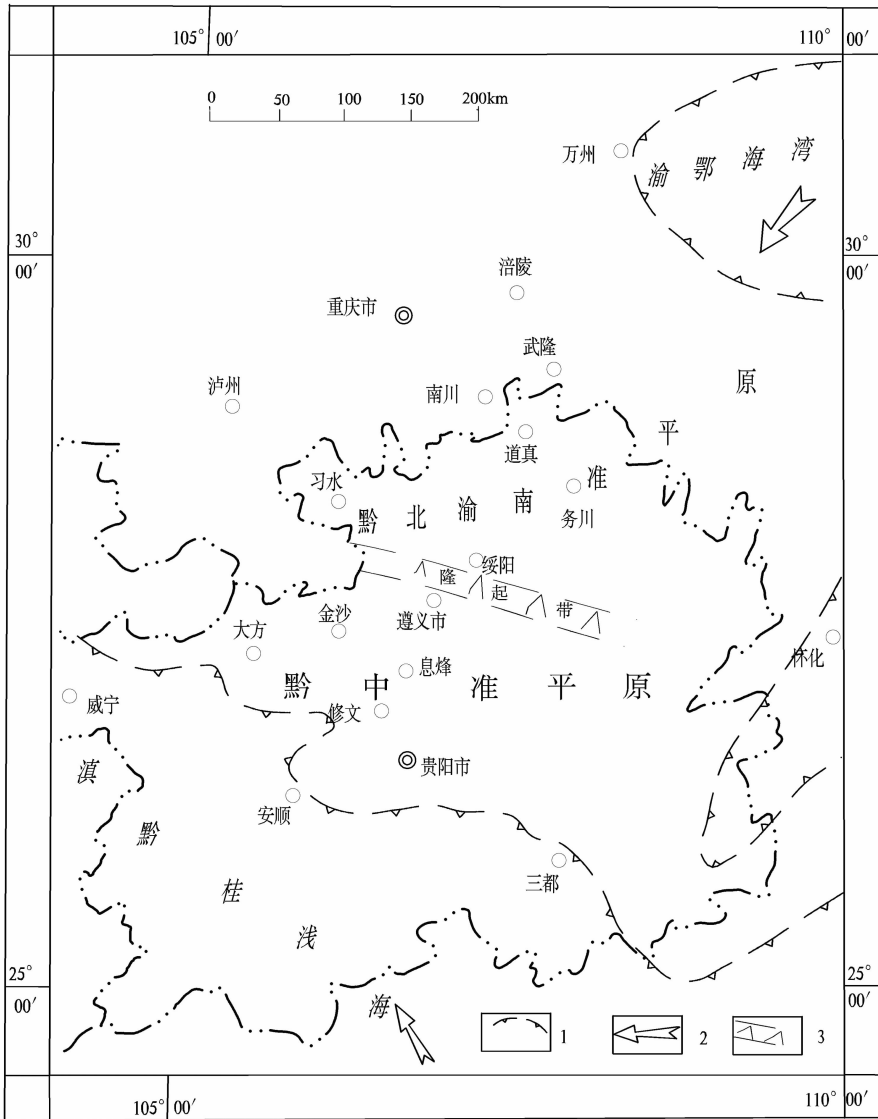 105° 00′
110° 00′
0 50 100 150 200km
万州
渝鄂海湾
30° 00′
30° 00′
涪陵
重庆市
武隆
泸州
南川
道真
习水
务川
黔北渝南准平原
绥阳
隆起带
金沙
遵义市
大方
怀化
息烽
黔中准平原
威宁
修文
贵阳市
安顺
三都
滇黔桂浅海
25° 00′
25° 00′
1
2
3
105° 00′
110° 00′